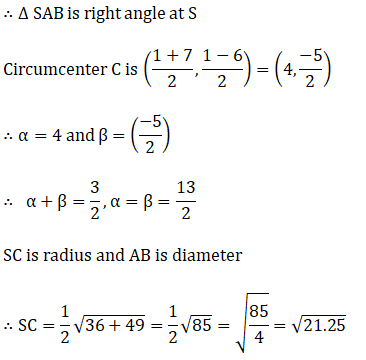 ∴ Δ SAB is right angle at S
Circumcenter C is (1 + 7 / 2, 1 − 6 / 2) = (4, −5 / 2)
∴ α = 4 and β = (−5 / 2)
∴ α + β = 3 / 2, α = β = 13 / 2
SC is radius and AB is diameter
∴ SC = 1 / 2 √36 + 49 = 1 / 2 √85 = √85 / 4 = √21.25